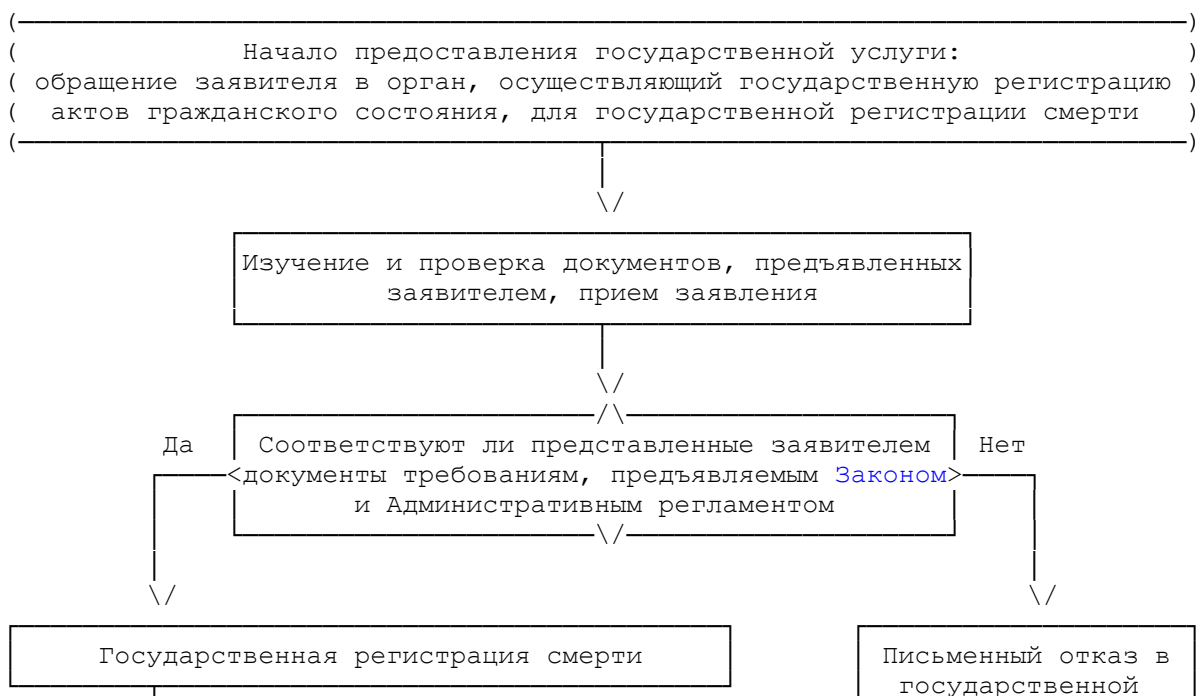 Начало предоставления государственной услуги:
обращение заявителя в орган, осуществляющий государственную регистрацию
актов гражданского состояния, для государственной регистрации смерти
Изучение и проверка документов, предъявленных
заявителем, прием заявления
Да Соответствуют ли представленные заявителем Нет
документы требованиям, предъявляемым Законом
и Административным регламентом
Государственная регистрация смерти Письменный отказ в
государственной